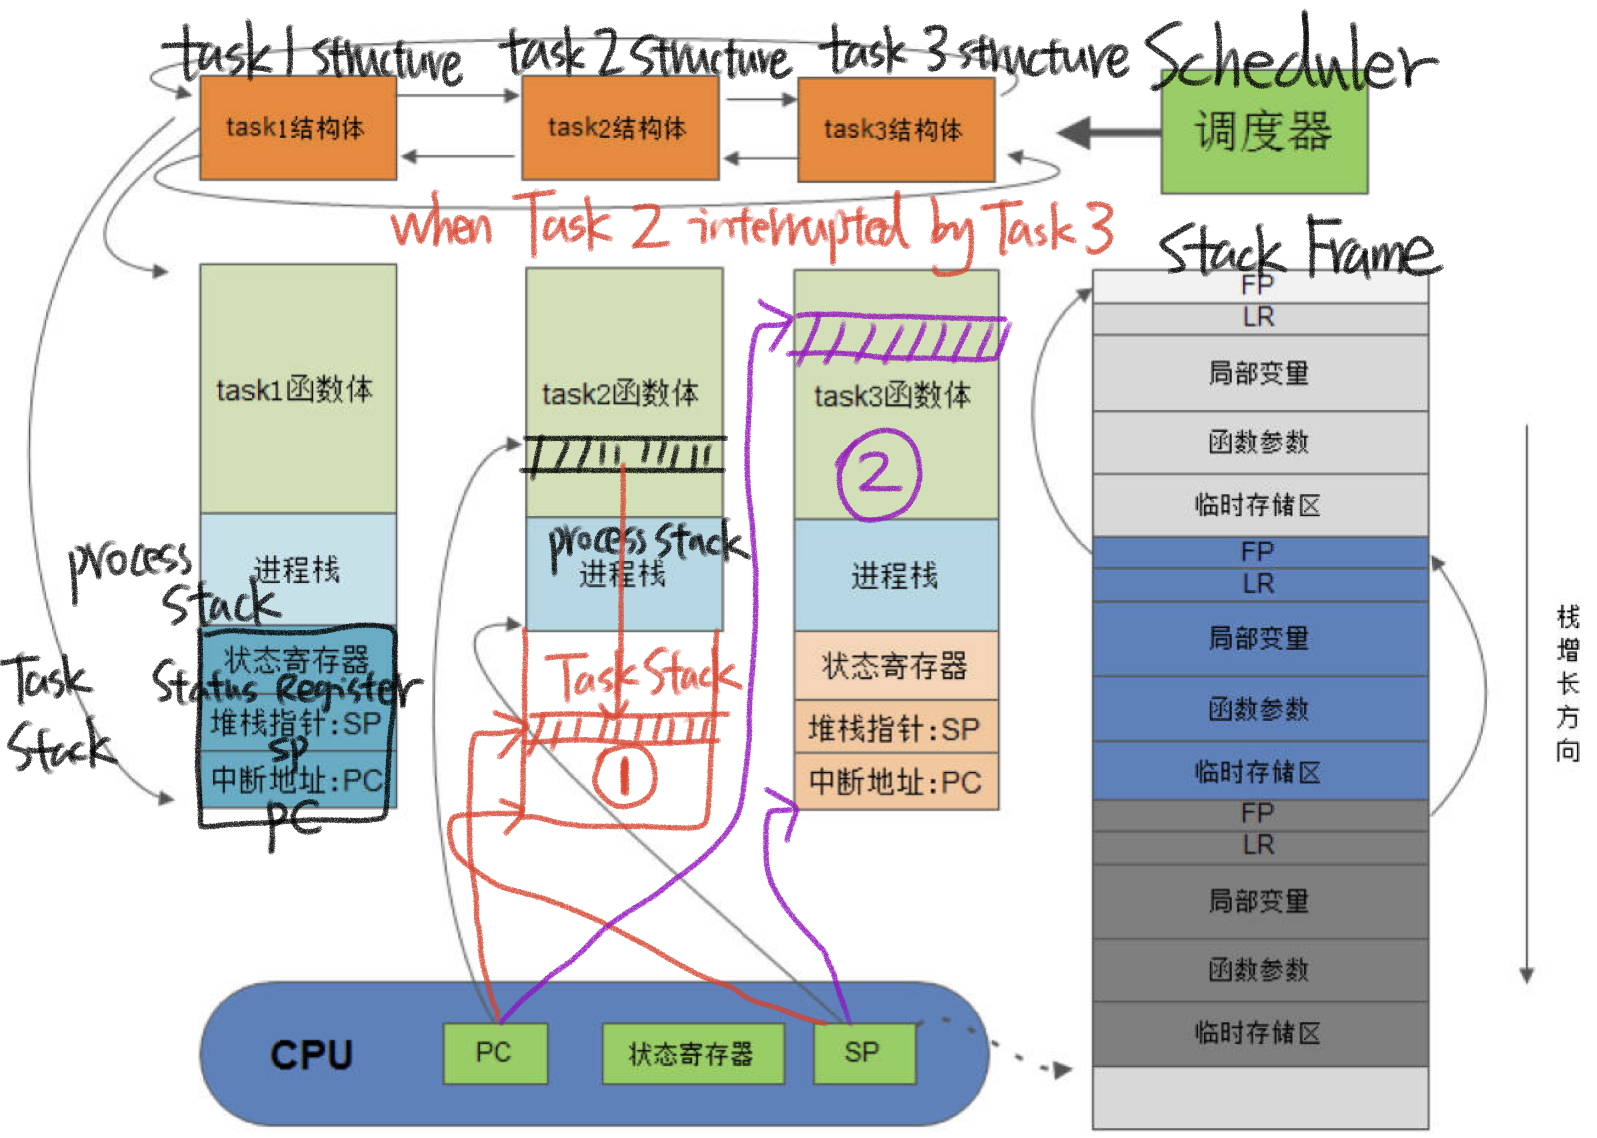 task1 structure
task2 structure
task3 structure
Scheduler
task1结构体
task2结构体
task3结构体
调度器
when Task 2 interrupted by Task 3
Stack Frame
task1函数体
进程栈
process
Stack
Task
Stack
状态寄存器
Status Register
堆栈指针:SP
SP
中断地址:PC
PC
task2函数体
process stack
进程栈
Task Stack
①
task3函数体
②
进程栈
状态寄存器
堆栈指针:SP
中断地址:PC
FP
LR
局部变量
函数参数
临时存储区
FP
LR
局部变量
函数参数
临时存储区
FP
LR
局部变量
函数参数
临时存储区
栈增长方向
CPU
PC
状态寄存器
SP